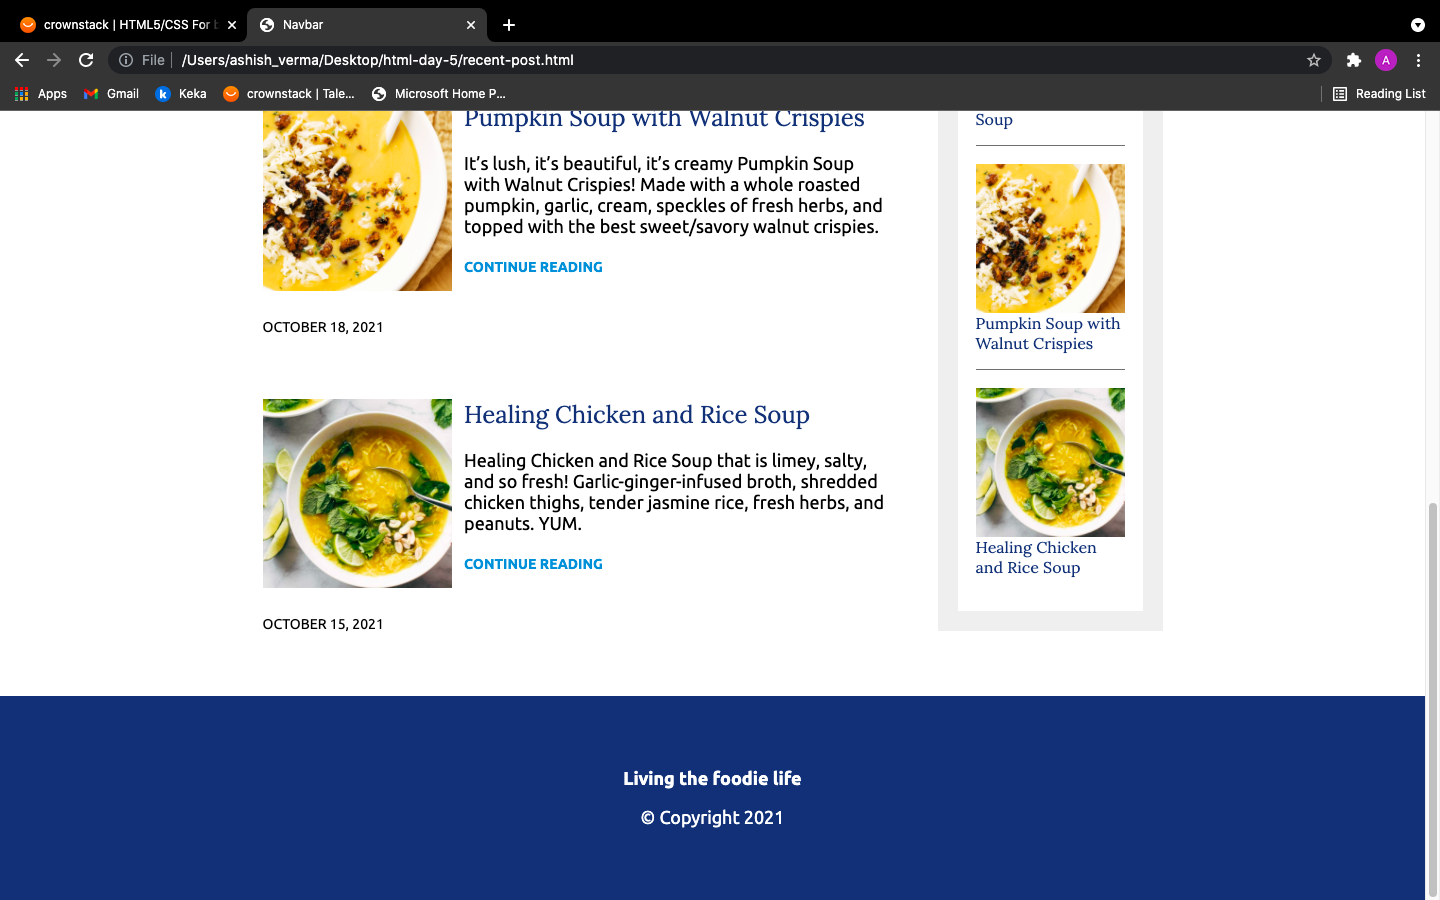 crownstack | HTML5/CSS For b
Navbar
File
/Users/ashish_verma/Desktop/html-day-5/recent-post.html
A
Apps
Gmail
k
Keka
crownstack | Tale...
Microsoft Home P...
Reading List
Pumpkin Soup with Walnut Crispies
It’s lush, it’s beautiful, it’s creamy Pumpkin Soup
with Walnut Crispies! Made with a whole roasted
pumpkin, garlic, cream, speckles of fresh herbs, and
topped with the best sweet/savory walnut crispies.
CONTINUE READING
OCTOBER 18, 2021
Healing Chicken and Rice Soup
Healing Chicken and Rice Soup that is limey, salty,
and so fresh! Garlic-ginger-infused broth, shredded
chicken thighs, tender jasmine rice, fresh herbs, and
peanuts. YUM.
CONTINUE READING
OCTOBER 15, 2021
Soup
Pumpkin Soup with
Walnut Crispies
Healing Chicken
and Rice Soup
Living the foodie life
© Copyright 2021